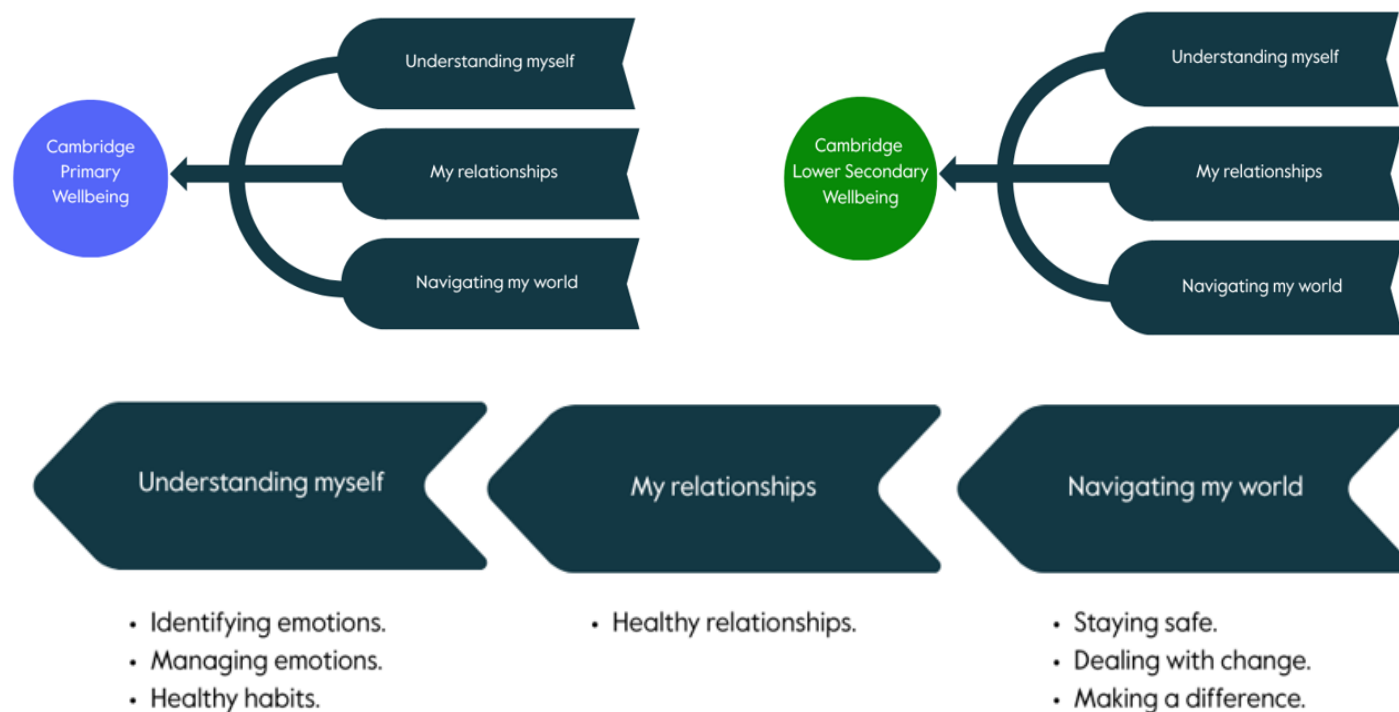 Cambridge
Primary
Wellbeing
Understanding myself
My relationships
Navigating my world
Cambridge
Lower Secondary
Wellbeing
Understanding myself
My relationships
Navigating my world
Understanding myself
• Identifying emotions.
• Managing emotions.
• Healthy habits.
My relationships
• Healthy relationships.
Navigating my world
• Staying safe.
• Dealing with change.
• Making a difference.